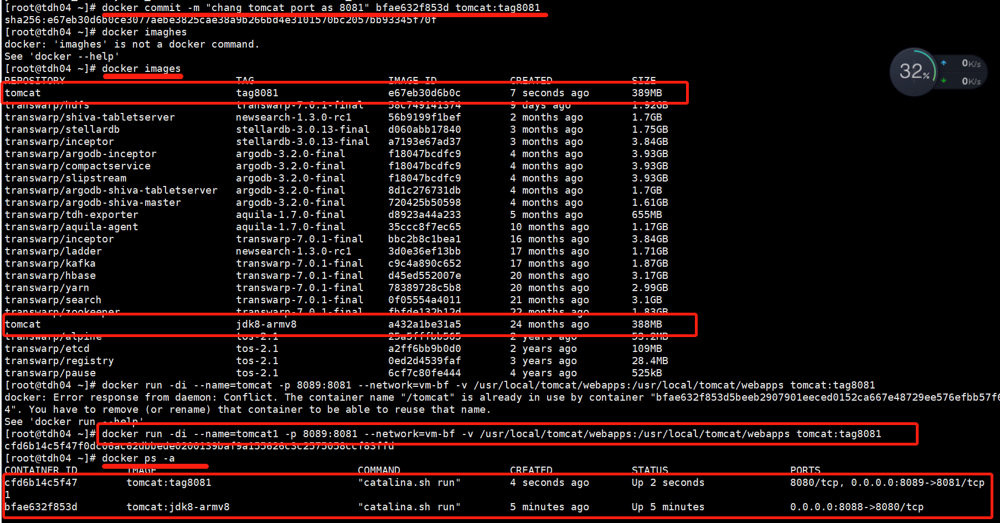 [root@tdh04 ~]# docker commit -m "chang tomcat port as 8081" bfae632f853d tomcat:tag8081
sha256:e67eb30d6b0ce3077aebe3825cae38a9b266bd4e3101570bc2057bb93345f70f
[root@tdh04 ~]# docker imaghes
docker: 'imaghes' is not a docker command.
See 'docker --help'
[root@tdh04 ~]# docker images
REPOSITORY TAG IMAGE ID CREATED SIZE
tomcat tag8081 e67eb30d6b0c 7 seconds ago 389MB
transwarp/hdfs transwarp-7.0.1-final 58c749141374 9 days ago 1.92GB
transwarp/shiva-tabletserver newsearch-1.3.0-rc1 56b9199f1bef 2 months ago 1.7GB
transwarp/stellardb stellardb-3.0.13-final d060abb17840 3 months ago 1.75GB
transwarp/inceptor stellardb-3.0.13-final a7193e67ad37 3 months ago 3.84GB
transwarp/argodb-inceptor argodb-3.2.0-final f18047bcdfc9 4 months ago 3.93GB
transwarp/compactservice argodb-3.2.0-final f18047bcdfc9 4 months ago 3.93GB
transwarp/slipstream argodb-3.2.0-final f18047bcdfc9 4 months ago 3.93GB
transwarp/argodb-shiva-tabletserver argodb-3.2.0-final 8d1c276731db 4 months ago 1.7GB
transwarp/argodb-shiva-master argodb-3.2.0-final 720425b50598 4 months ago 1.61GB
transwarp/tdh-exporter aquila-1.7.0-final d8923a44a233 5 months ago 655MB
transwarp/aquila-agent aquila-1.7.0-final 35ccc8f7ec65 10 months ago 1.17GB
transwarp/inceptor transwarp-7.0.1-final bbc2b8c1bea1 16 months ago 3.84GB
transwarp/ladder newsearch-1.3.0-rc1 3d0e36ef13bb 17 months ago 1.71GB
transwarp/kafka transwarp-7.0.1-final c9c4a890c652 17 months ago 1.87GB
transwarp/hbase transwarp-7.0.1-final d45ed552007e 20 months ago 3.17GB
transwarp/yarn transwarp-7.0.1-final 78389728c5b8 20 months ago 2.99GB
transwarp/search transwarp-7.0.1-final 0f05554a4011 21 months ago 3.1GB
transwarp/zookeeper transwarp-7.0.1-final fbfde132b12d 22 months ago 1.83GB
tomcat jdk8-armv8 a432a1be31a5 24 months ago 388MB
transwarp/alpine tos-2.1 25a5fffbb565 2 years ago 53.2MB
transwarp/etcd tos-2.1 a2ff6bb9b0d0 2 years ago 109MB
transwarp/registry tos-2.1 0ed2d4539faf 3 years ago 28.4MB
transwarp/pause tos-2.1 6cf7c80fe444 4 years ago 525kB
[root@tdh04 ~]# docker run -di --name=tomcat -p 8089:8081 --network=vm-bf -v /usr/local/tomcat/webapps:/usr/local/tomcat/webapps tomcat:tag8081
docker: Error response from daemon: Conflict. The container name "/tomcat" is already in use by container "bfae632f853d5beeb2907901eeced0152ca667e48729ee576efbb57f6
4". You have to remove (or rename) that container to be able to reuse that name.
See 'docker run --help'
[root@tdh04 ~]# docker run -di --name=tomcat1 -p 8089:8081 --network=vm-bf -v /usr/local/tomcat/webapps:/usr/local/tomcat/webapps tomcat:tag8081
cfd6b14c5f47f0dc06ac62dbbede0200139baf9a155626c3c2575058ccf83ffd
[root@tdh04 ~]# docker ps -a
CONTAINER ID IMAGE COMMAND CREATED STATUS PORTS
cfd6b14c5f47 tomcat:tag8081 "catalina.sh run" 4 seconds ago Up 2 seconds 8080/tcp, 0.0.0.0:8089->8081/tcp
1
bfae632f853d tomcat:jdk8-armv8 "catalina.sh run" 5 minutes ago Up 5 minutes 0.0.0.0:8088->8080/tcp
32%
0K/s
0K/s